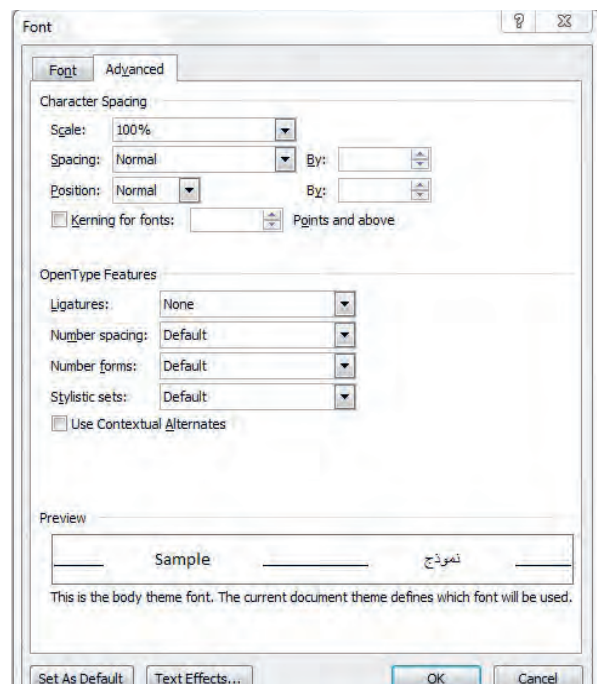 Font
Font Advanced
Character Spacing
Scale: 100%
Spacing: Normal By:
Position: Normal By:
Kerning for fonts: Points and above
OpenType Features
Ligatures: None
Number spacing: Default
Number forms: Default
Stylistic sets: Default
Use Contextual Alternates
Preview
Sample نموذج
This is the body theme font. The current document theme defines which font will be used.
Set As Default Text Effects... OK Cancel